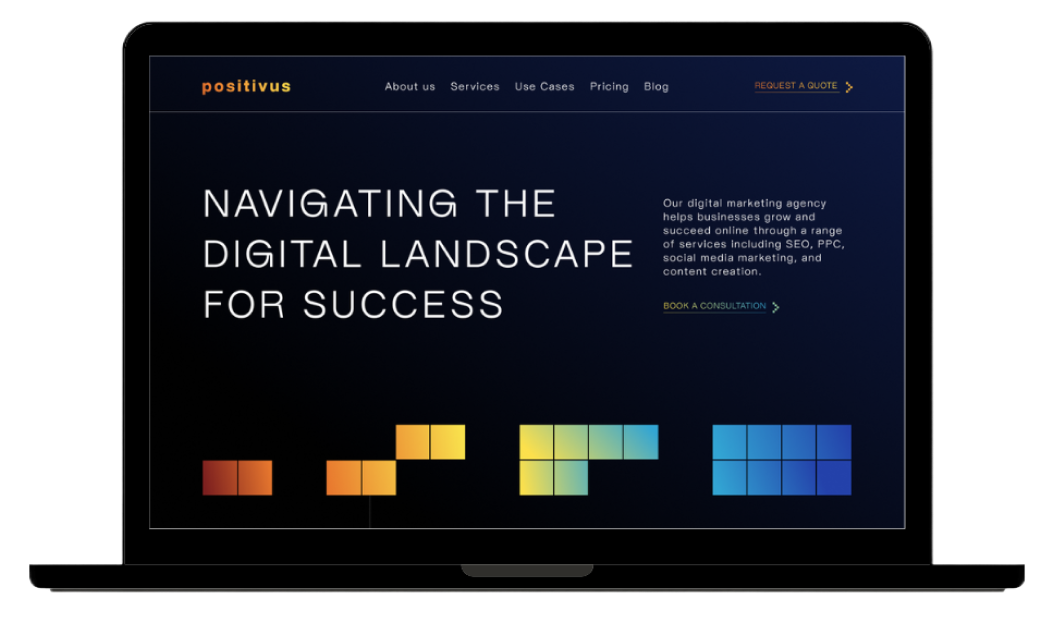 positivus
About us Services Use Cases Pricing Blog
REQUEST A QUOTE
NAVIGATING THE
DIGITAL LANDSCAPE
FOR SUCCESS
Our digital marketing agency
helps businesses grow and
succeed online through a range
of services including SEO, PPC,
social media marketing, and
content creation.
BOOK A CONSULTATION